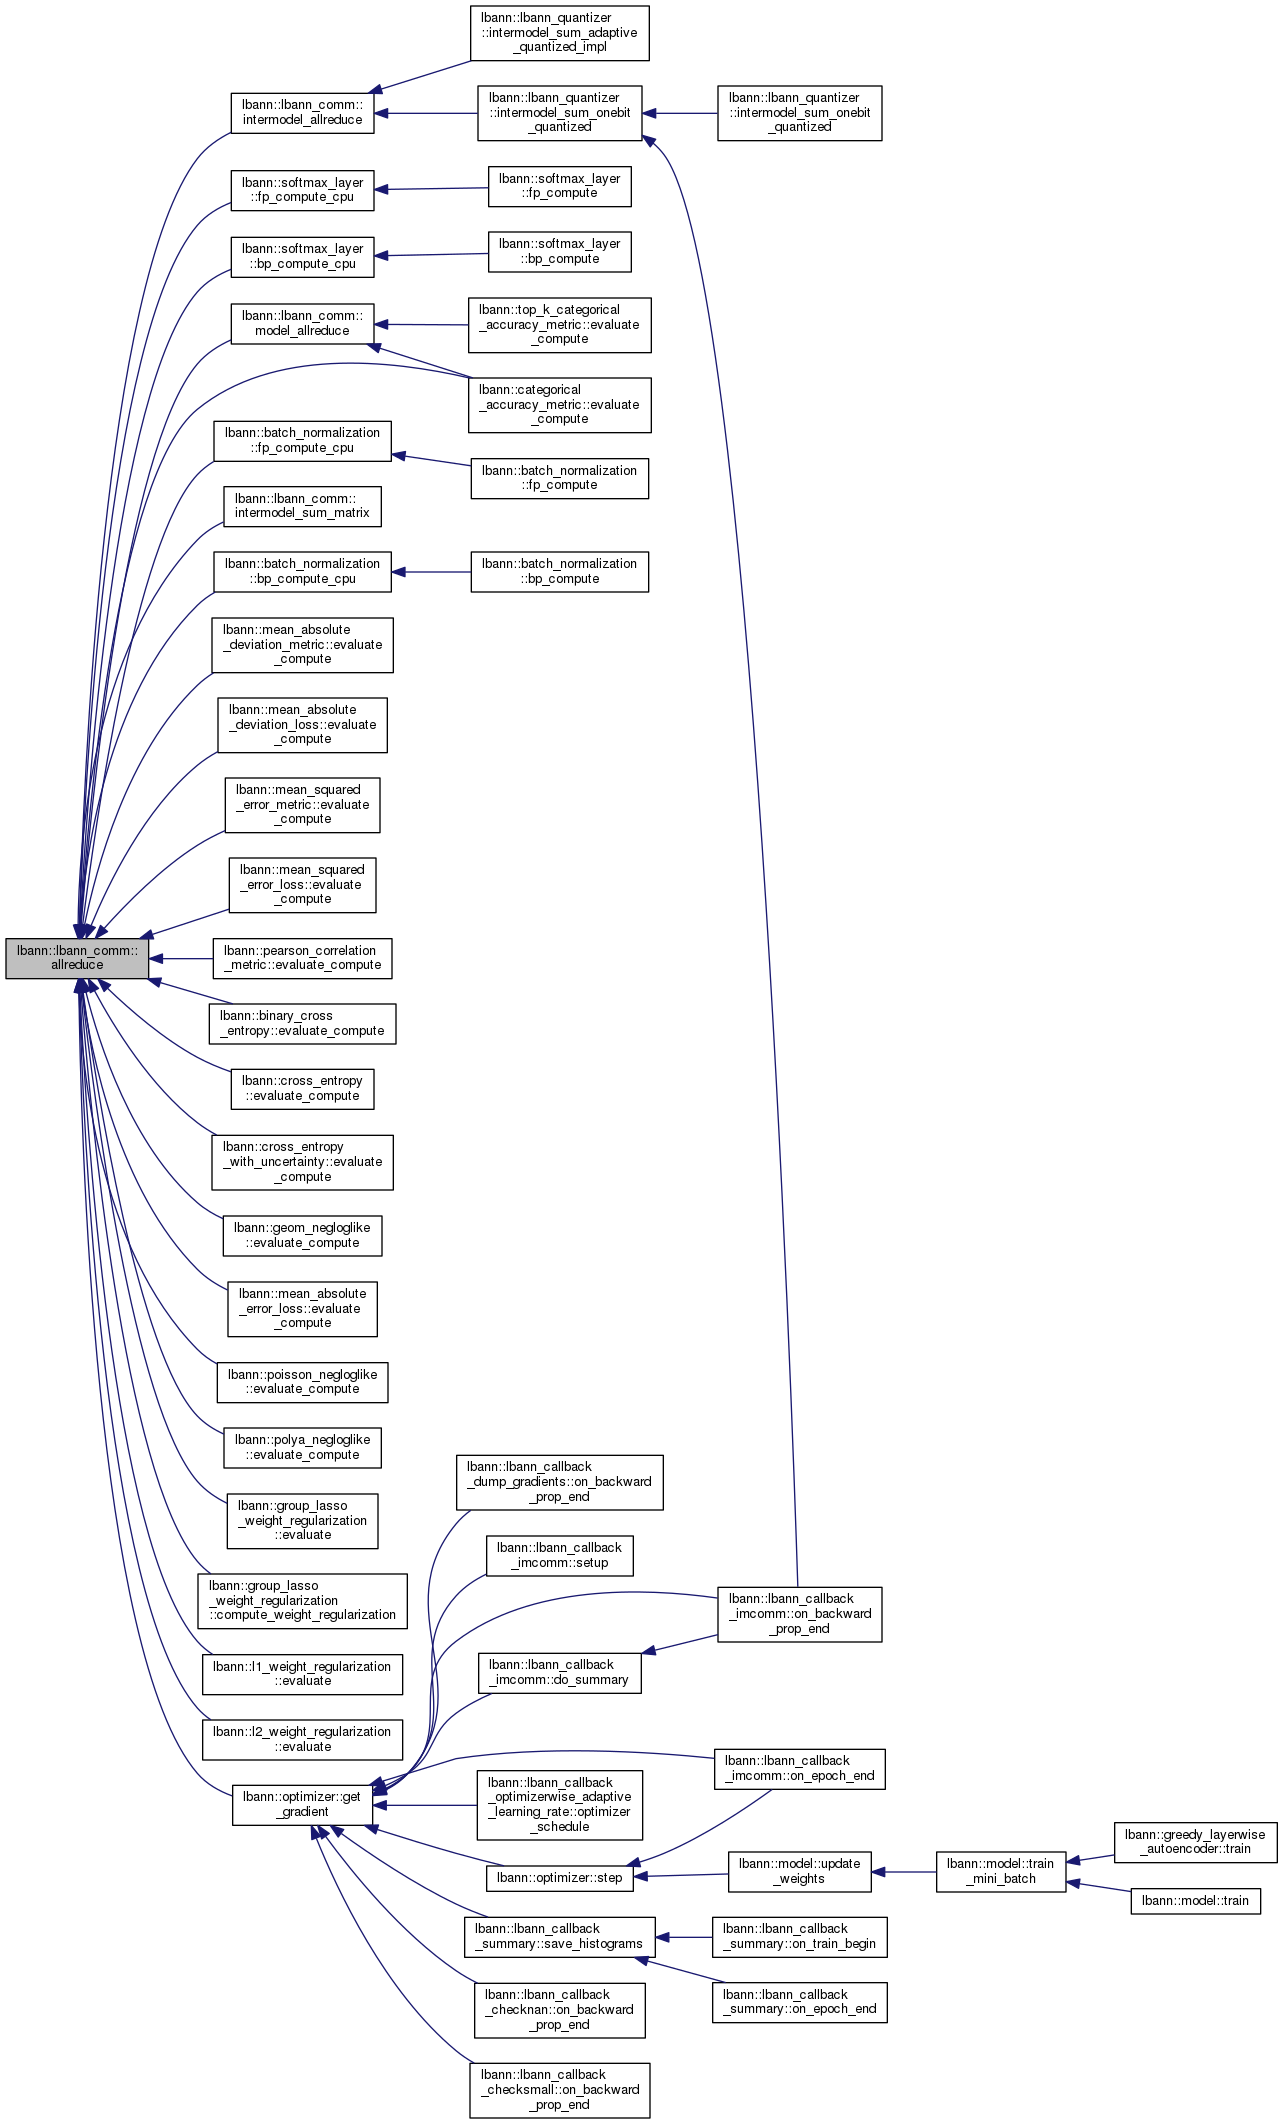 lbann::lbann_quantizer
::intermodel_sum_adaptive
_quantized_impl
lbann::lbann_comm::
intermodel_allreduce
lbann::lbann_quantizer
::intermodel_sum_onebit
_quantized
lbann::lbann_quantizer
::intermodel_sum_onebit
_quantized
lbann::softmax_layer
::fp_compute_cpu
lbann::softmax_layer
::fp_compute
lbann::softmax_layer
::bp_compute_cpu
lbann::softmax_layer
::bp_compute
lbann::lbann_comm::
model_allreduce
lbann::top_k_categorical
_accuracy_metric::evaluate
_compute
lbann::categorical
_accuracy_metric::evaluate
_compute
lbann::batch_normalization
::fp_compute_cpu
lbann::batch_normalization
::fp_compute
lbann::lbann_comm::
intermodel_sum_matrix
lbann::batch_normalization
::bp_compute_cpu
lbann::batch_normalization
::bp_compute
lbann::mean_absolute
_deviation_metric::evaluate
_compute
lbann::mean_absolute
_deviation_loss::evaluate
_compute
lbann::mean_squared
_error_metric::evaluate
_compute
lbann::mean_squared
_error_loss::evaluate
_compute
lbann::lbann_comm::
allreduce
lbann::pearson_correlation
_metric::evaluate_compute
lbann::binary_cross
_entropy::evaluate_compute
lbann::cross_entropy
::evaluate_compute
lbann::cross_entropy
_with_uncertainty::evaluate
_compute
lbann::geom_negloglike
::evaluate_compute
lbann::mean_absolute
_error_loss::evaluate
_compute
lbann::poisson_negloglike
::evaluate_compute
lbann::polya_negloglike
::evaluate_compute
lbann::group_lasso
_weight_regularization
::evaluate
lbann::group_lasso
_weight_regularization
::compute_weight_regularization
lbann::l1_weight_regularization
::evaluate
lbann::l2_weight_regularization
::evaluate
lbann::optimizer::get
_gradient
lbann::lbann_callback
_dump_gradients::on_backward
_prop_end
lbann::lbann_callback
_imcomm::setup
lbann::lbann_callback
_imcomm::on_backward
_prop_end
lbann::lbann_callback
_imcomm::do_summary
lbann::lbann_callback
_imcomm::on_epoch_end
lbann::lbann_callback
_optimizerwise_adaptive
_learning_rate::optimizer
_schedule
lbann::optimizer::step
lbann::model::update
_weights
lbann::model::train
_mini_batch
lbann::greedy_layerwise
_autoencoder::train
lbann::model::train
lbann::lbann_callback
_summary::save_histograms
lbann::lbann_callback
_summary::on_train_begin
lbann::lbann_callback
_summary::on_epoch_end
lbann::lbann_callback
_checknan::on_backward
_prop_end
lbann::lbann_callback
_checksmall::on_backward
_prop_end